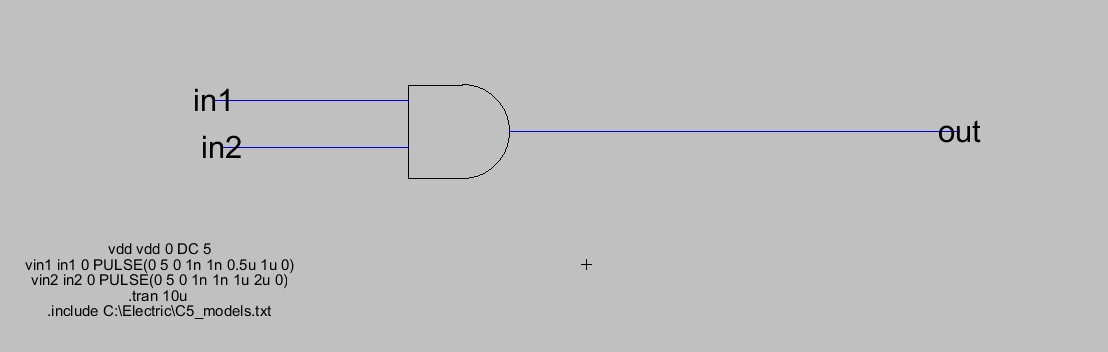 in1
in2
out
vdd vdd 0 DC 5
vin1 in1 0 PULSE(0 5 0 1n 1n 0.5u 1u 0)
vin2 in2 0 PULSE(0 5 0 1n 1n 1u 2u 0)
.tran 10u
.include C:\Electric\C5_models.txt